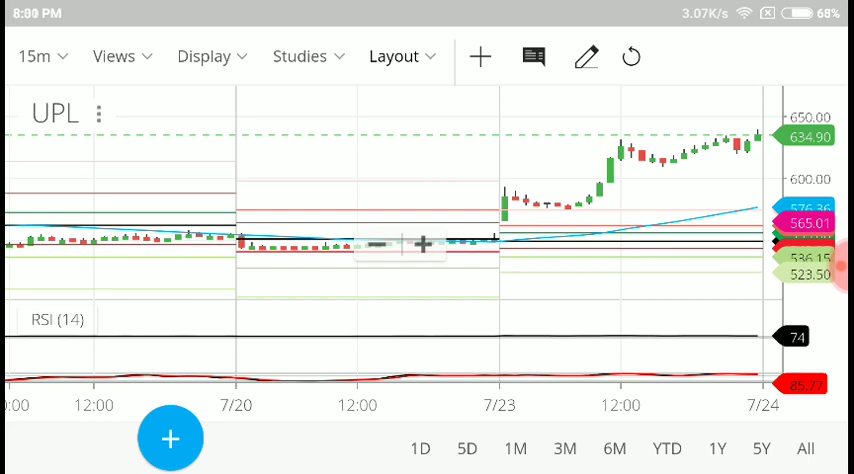 8:80 PM 3.07K/s 68%
15m Views Display Studies Layout
UPL
650.00
634.90
600.00
576.36
565.01
536.15
523.50
RSI (14)
74
85.77
12:00 7/20 12:00 7/23 12:00 7/24
1D 5D 1M 3M 6M YTD 1Y 5Y All